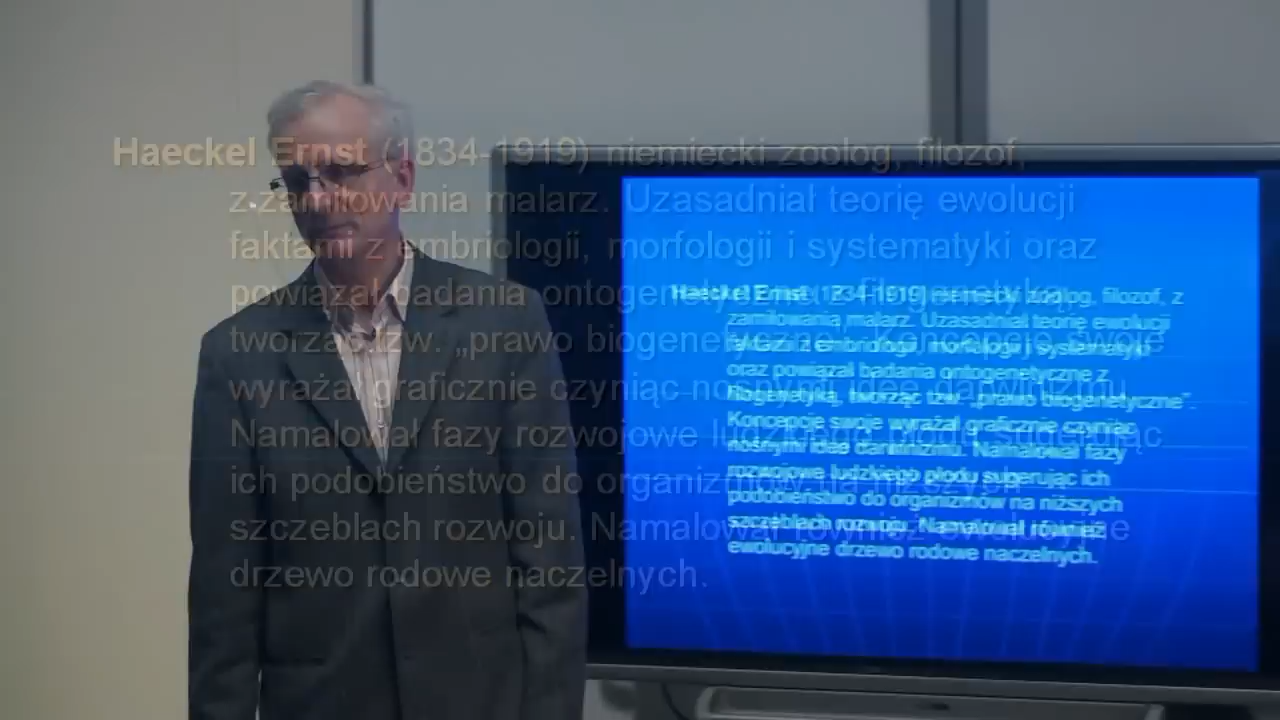 Haeckel Ernst (1834-1919) niemiecki zoolog, filozof,
z zamiłowania malarz. Uzasadniał teorię ewolucji
faktami z embriologii, morfologii i systematyki oraz
powiązał badania ontogenetyczne z filogenetyką,
tworząc tzw. „prawo biogenetyczne”. Koncepcje swoje
wyrażał graficznie czyniąc nośnymi idee darwinizmu.
Namalował fazy rozwojowe ludzkiego płodu sugerując
ich podobieństwo do organizmów na niższych
szczeblach rozwoju. Namalował również ewolucyjne
drzewo rodowe naczelnych.
Haeckel Ernst (1834-1919) niemiecki zoolog, filozof, z
zamiłowania malarz. Uzasadniał teorię ewolucji
faktami z embriologii, morfologii i systematyki
oraz powiązał badania ontogenetyczne z
filogenetyką, tworząc tzw. „prawo biogenetyczne”.
Koncepcje swoje wyrażał graficznie czyniąc
nośnymi idee darwinizmu. Namalował fazy
rozwojowe ludzkiego płodu sugerując ich
podobieństwo do organizmów na niższych
szczeblach rozwoju. Namalował również
ewolucyjne drzewo rodowe naczelnych.